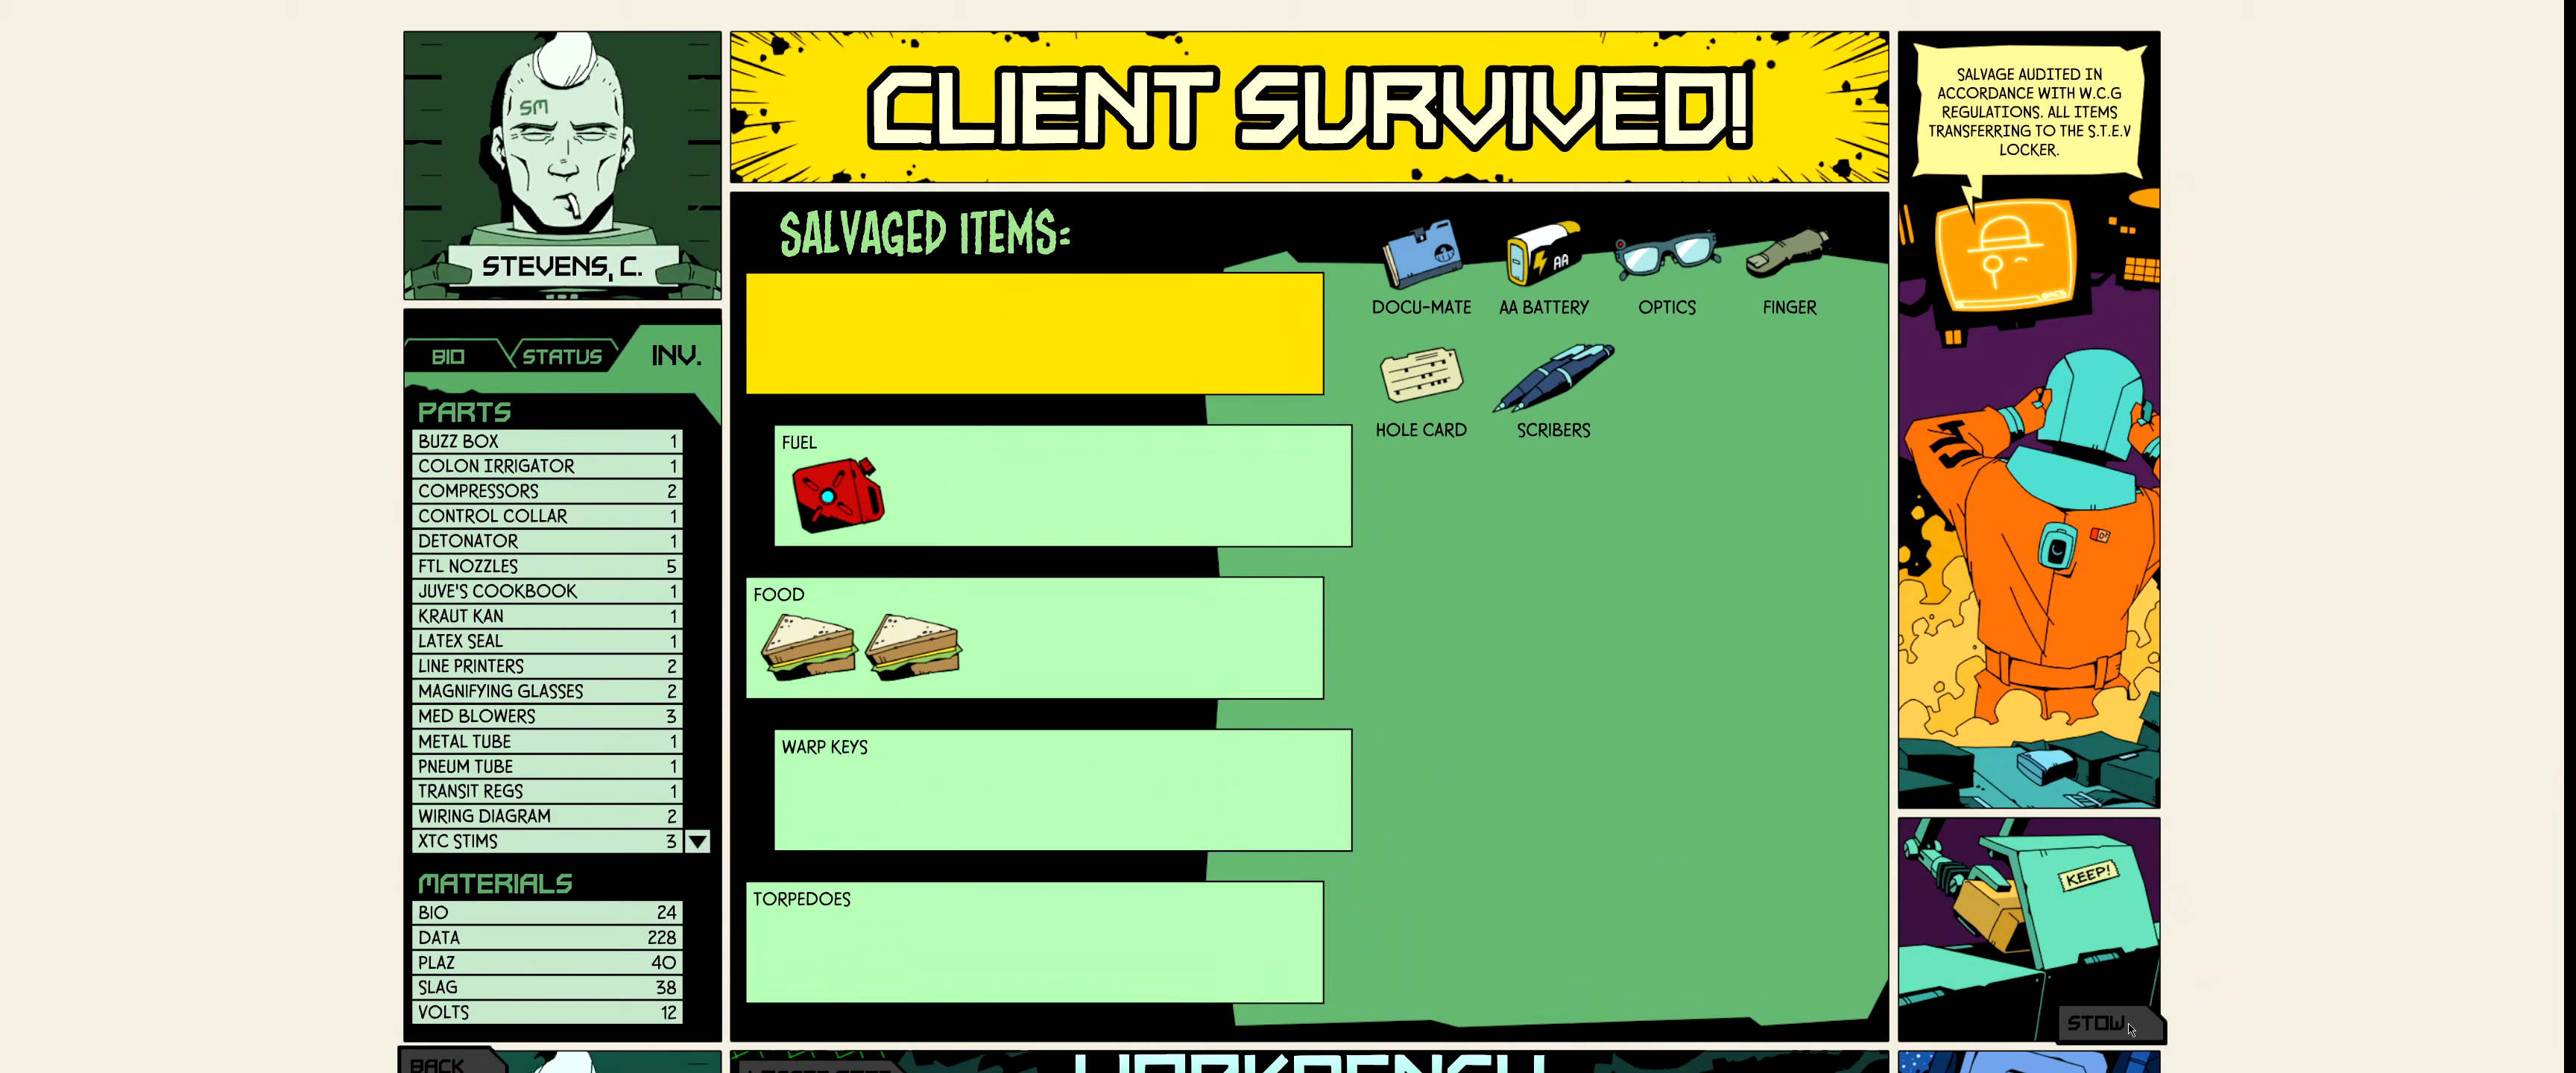 SM
STEVENS, C.
BIO
STATUS
INV.
PARTS
BUZZ BOX 1
COLON IRRIGATOR 1
COMPRESSORS 2
CONTROL COLLAR 1
DETONATOR 1
FTL NOZZLES 5
JUVE'S COOKBOOK 1
KRAUT KAN 1
LATEX SEAL 1
LINE PRINTERS 2
MAGNIFYING GLASSES 2
MED BLOWERS 3
METAL TUBE 1
PNEUM TUBE 1
TRANSIT REGS 1
WIRING DIAGRAM 2
XTC STIMS 3
MATERIALS
BIO 24
DATA 228
PLAZ 40
SLAG 38
VOLTS 12
BACK
CLIENT SURVIVED!
SALVAGED ITEMS:
FUEL
FOOD
WARP KEYS
TORPEDOES
AA
DOCU-MATE
AA BATTERY
OPTICS
FINGER
HOLE CARD
SCRIBERS
WORKBENCH
SALVAGE AUDITED IN
ACCORDANCE WITH W.C.G
REGULATIONS. ALL ITEMS
TRANSFERRING TO THE S.T.E.V
LOCKER.
KEEP!
STOW